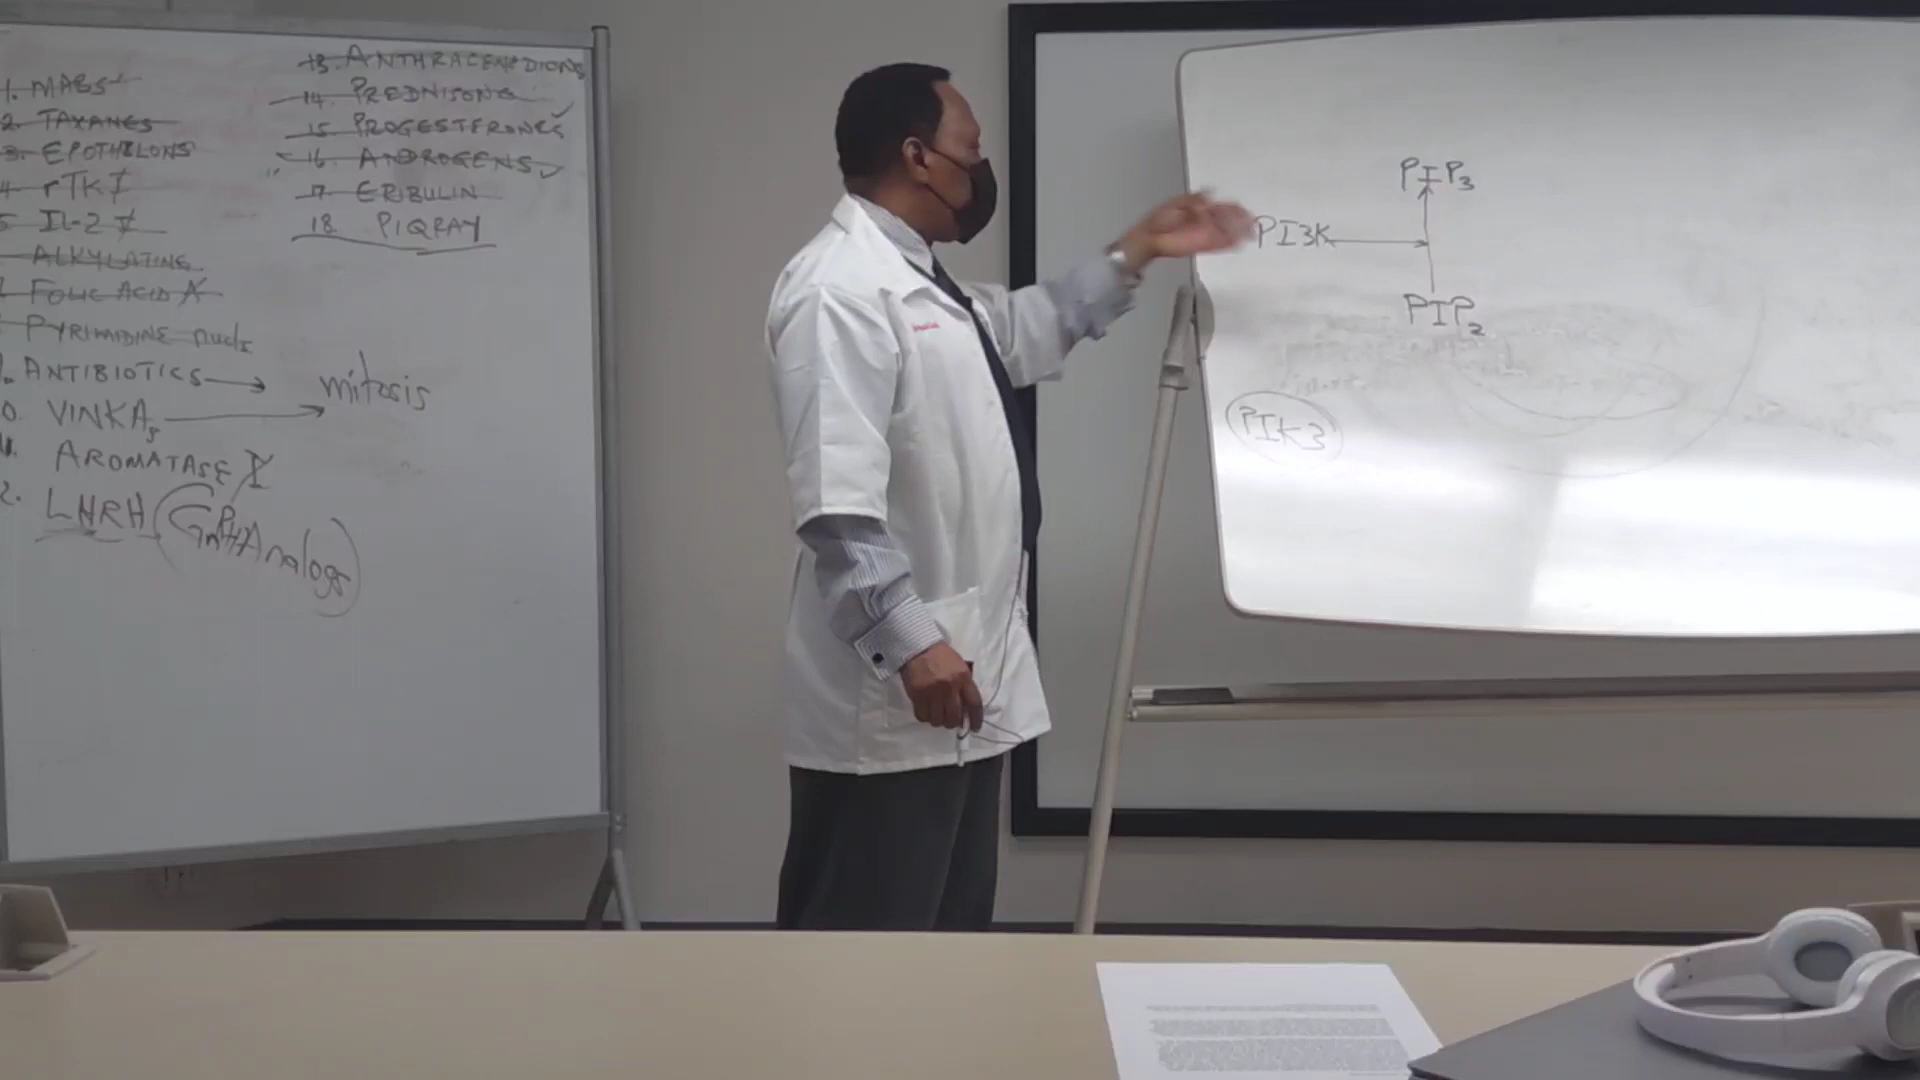 1. MABS
2. TAXANES
3. EPOTHILONS
4 rTKI
5 IL-2
ALKYLATING
FOLIC ACID A
PYRIMIDINE nucl
ANTIBIOTICS → mitosis
0. VINKAs →
AROMATASE I
2. LHRH (GnRH Analogs)
13. ANTHRACENEDIONS
14. PREDNISONE
15 PROGESTERONES
16 ANDROGENS
17 ERIBULIN
18 PIQRAY
PIP3
PI3K
PIP2
PIK3